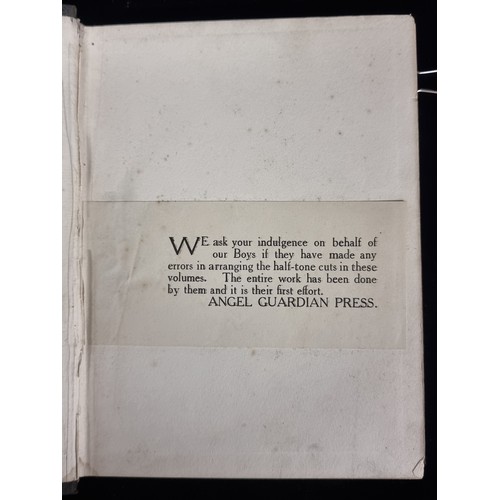 WE ask your indulgence on behalf of
our Boys if they have made any
errors in arranging the half-tone cuts in these
volumes. The entire work has been done
by them and it is their first effort.
ANGEL GUARDIAN PRESS.